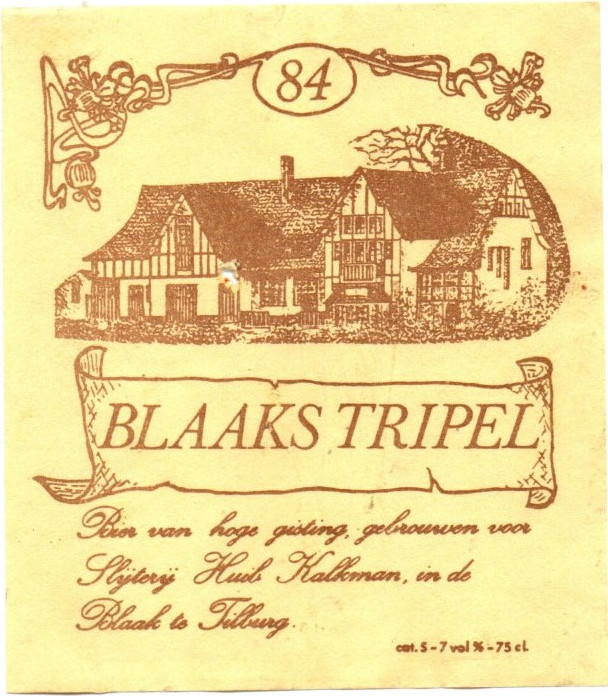 84
BLAAKS TRIPEL
Bier van hoge gisting, gebrouwen voor
Slijterij Huib Kalkman, in de
Blaak te Tilburg.
cat. S - 7 vol % - 75 cl.